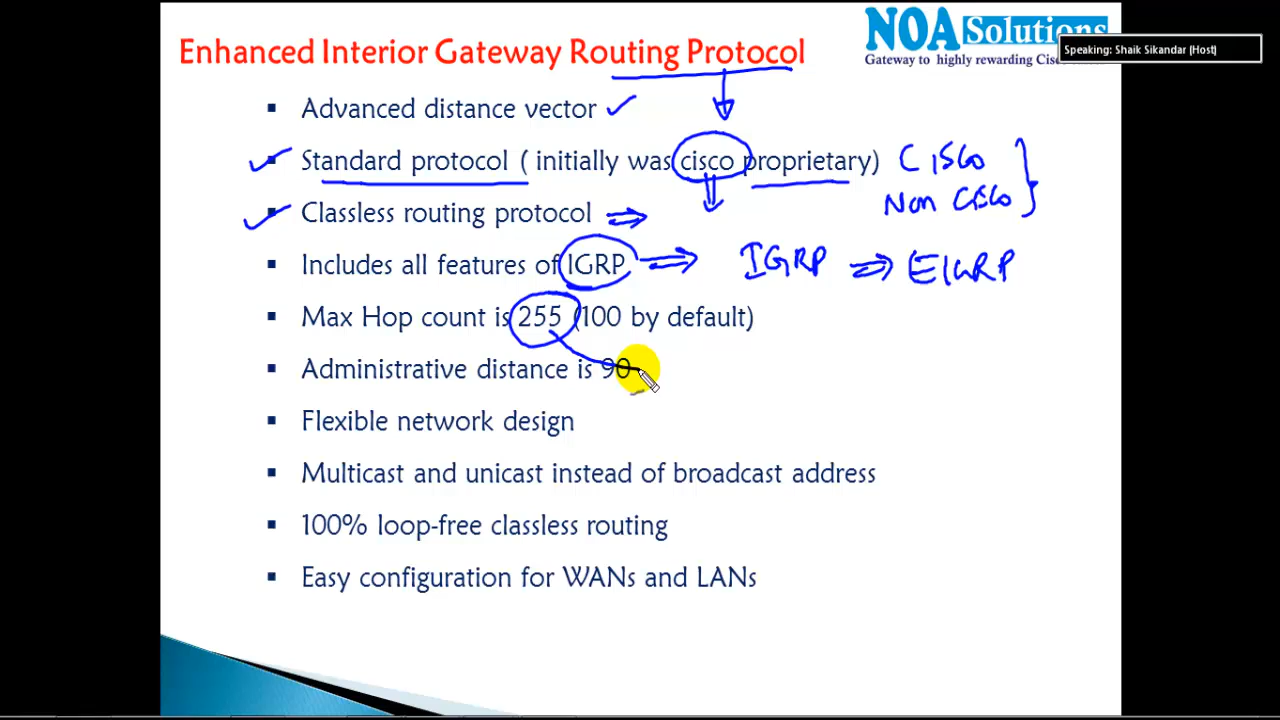 NOA Solutions
Speaking: Shaik Sikandar (Host)
Gateway to highly rewarding Cisco
Enhanced Interior Gateway Routing Protocol
▪ Advanced distance vector
▪ Standard protocol ( initially was cisco proprietary) CISCO
Non CISCO
▪ Classless routing protocol
▪ Includes all features of IGRP IGRP EIGRP
▪ Max Hop count is 255 (100 by default)
▪ Administrative distance is 90
▪ Flexible network design
▪ Multicast and unicast instead of broadcast address
▪ 100% loop-free classless routing
▪ Easy configuration for WANs and LANs